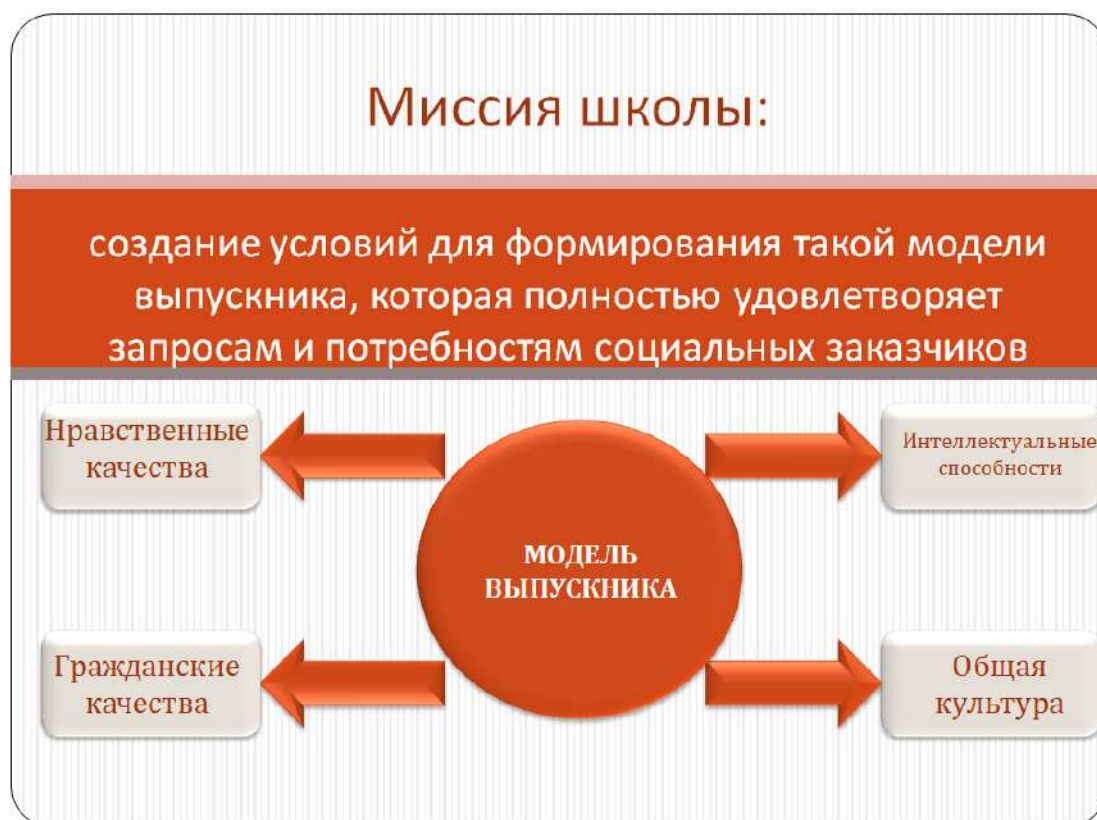 Миссия школы:
создание условий для формирования такой модели
выпускника, которая полностью удовлетворяет
запросам и потребностям социальных заказчиков
Нравственные
качества
Интеллектуальные
способности
МОДЕЛЬ
ВЫПУСКНИКА
Гражданские
качества
Общая
культура